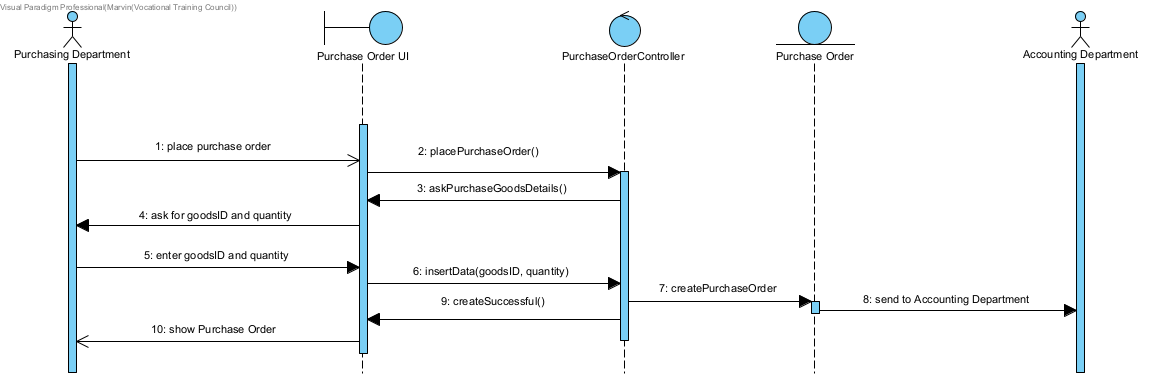 Visual Paradigm Professional(Marvin(Vocational Training Council))
Purchasing Department
Purchase Order UI
PurchaseOrderController
Purchase Order
Accounting Department
1: place purchase order
2: placePurchaseOrder()
3: askPurchaseGoodsDetails()
4: ask for goodsID and quantity
5: enter goodsID and quantity
6: insertData(goodsID, quantity)
7: createPurchaseOrder
8: send to Accounting Department
9: createSuccessful()
10: show Purchase Order